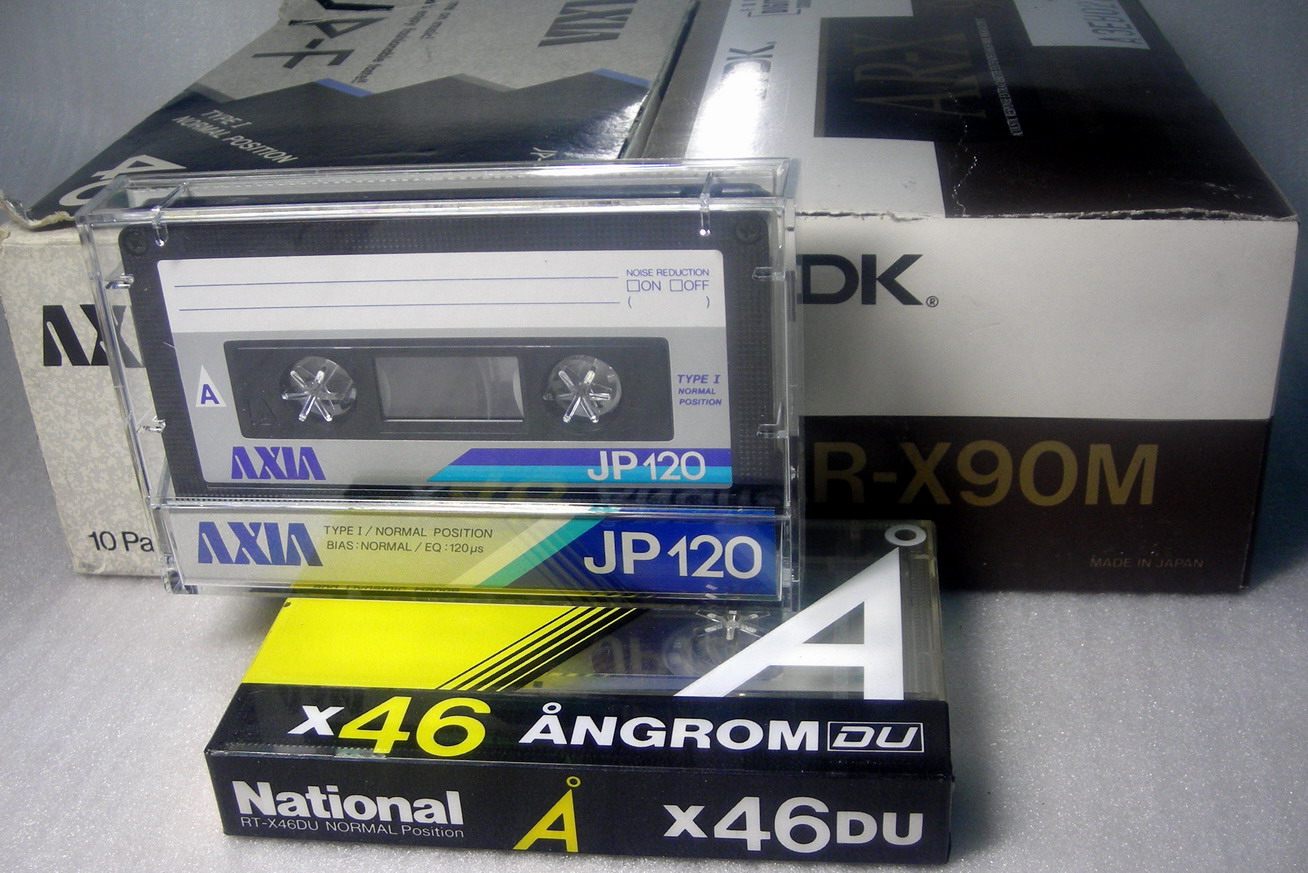 TYPE I
NORMAL POSITION
AXIA
TDK
AR-X
DK®
R-X90M
MADE IN JAPAN
AX
10 Pa
NOISE REDUCTION
☐ON ☐OFF
( )
A
TYPE I
NORMAL
POSITION
AXIA
JP120
AXIA
TYPE I / NORMAL POSITION
BIAS : NORMAL / EQ : 120μs
JP120
Å
x46 ÅNGROM DU
National
RT-X46DU NORMAL Position
Å
x46DU